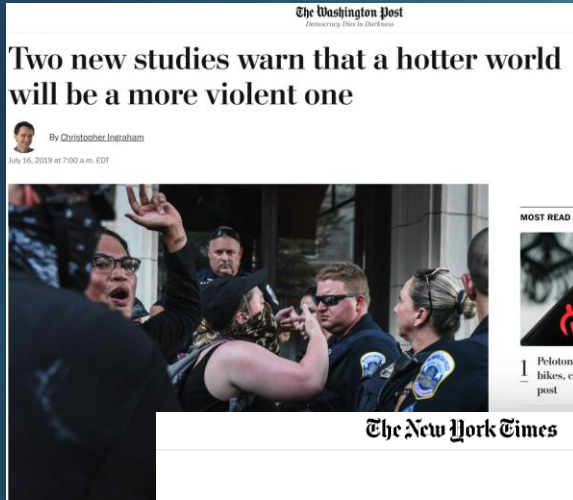 The Washington Post
Democracy Dies in Darkness
Two new studies warn that a hotter world
will be a more violent one
By Christopher Ingraham
July 16, 2019 at 7:00 a.m. EDT
MOST READ
1 Peloton
bikes, c
post
The New York Times